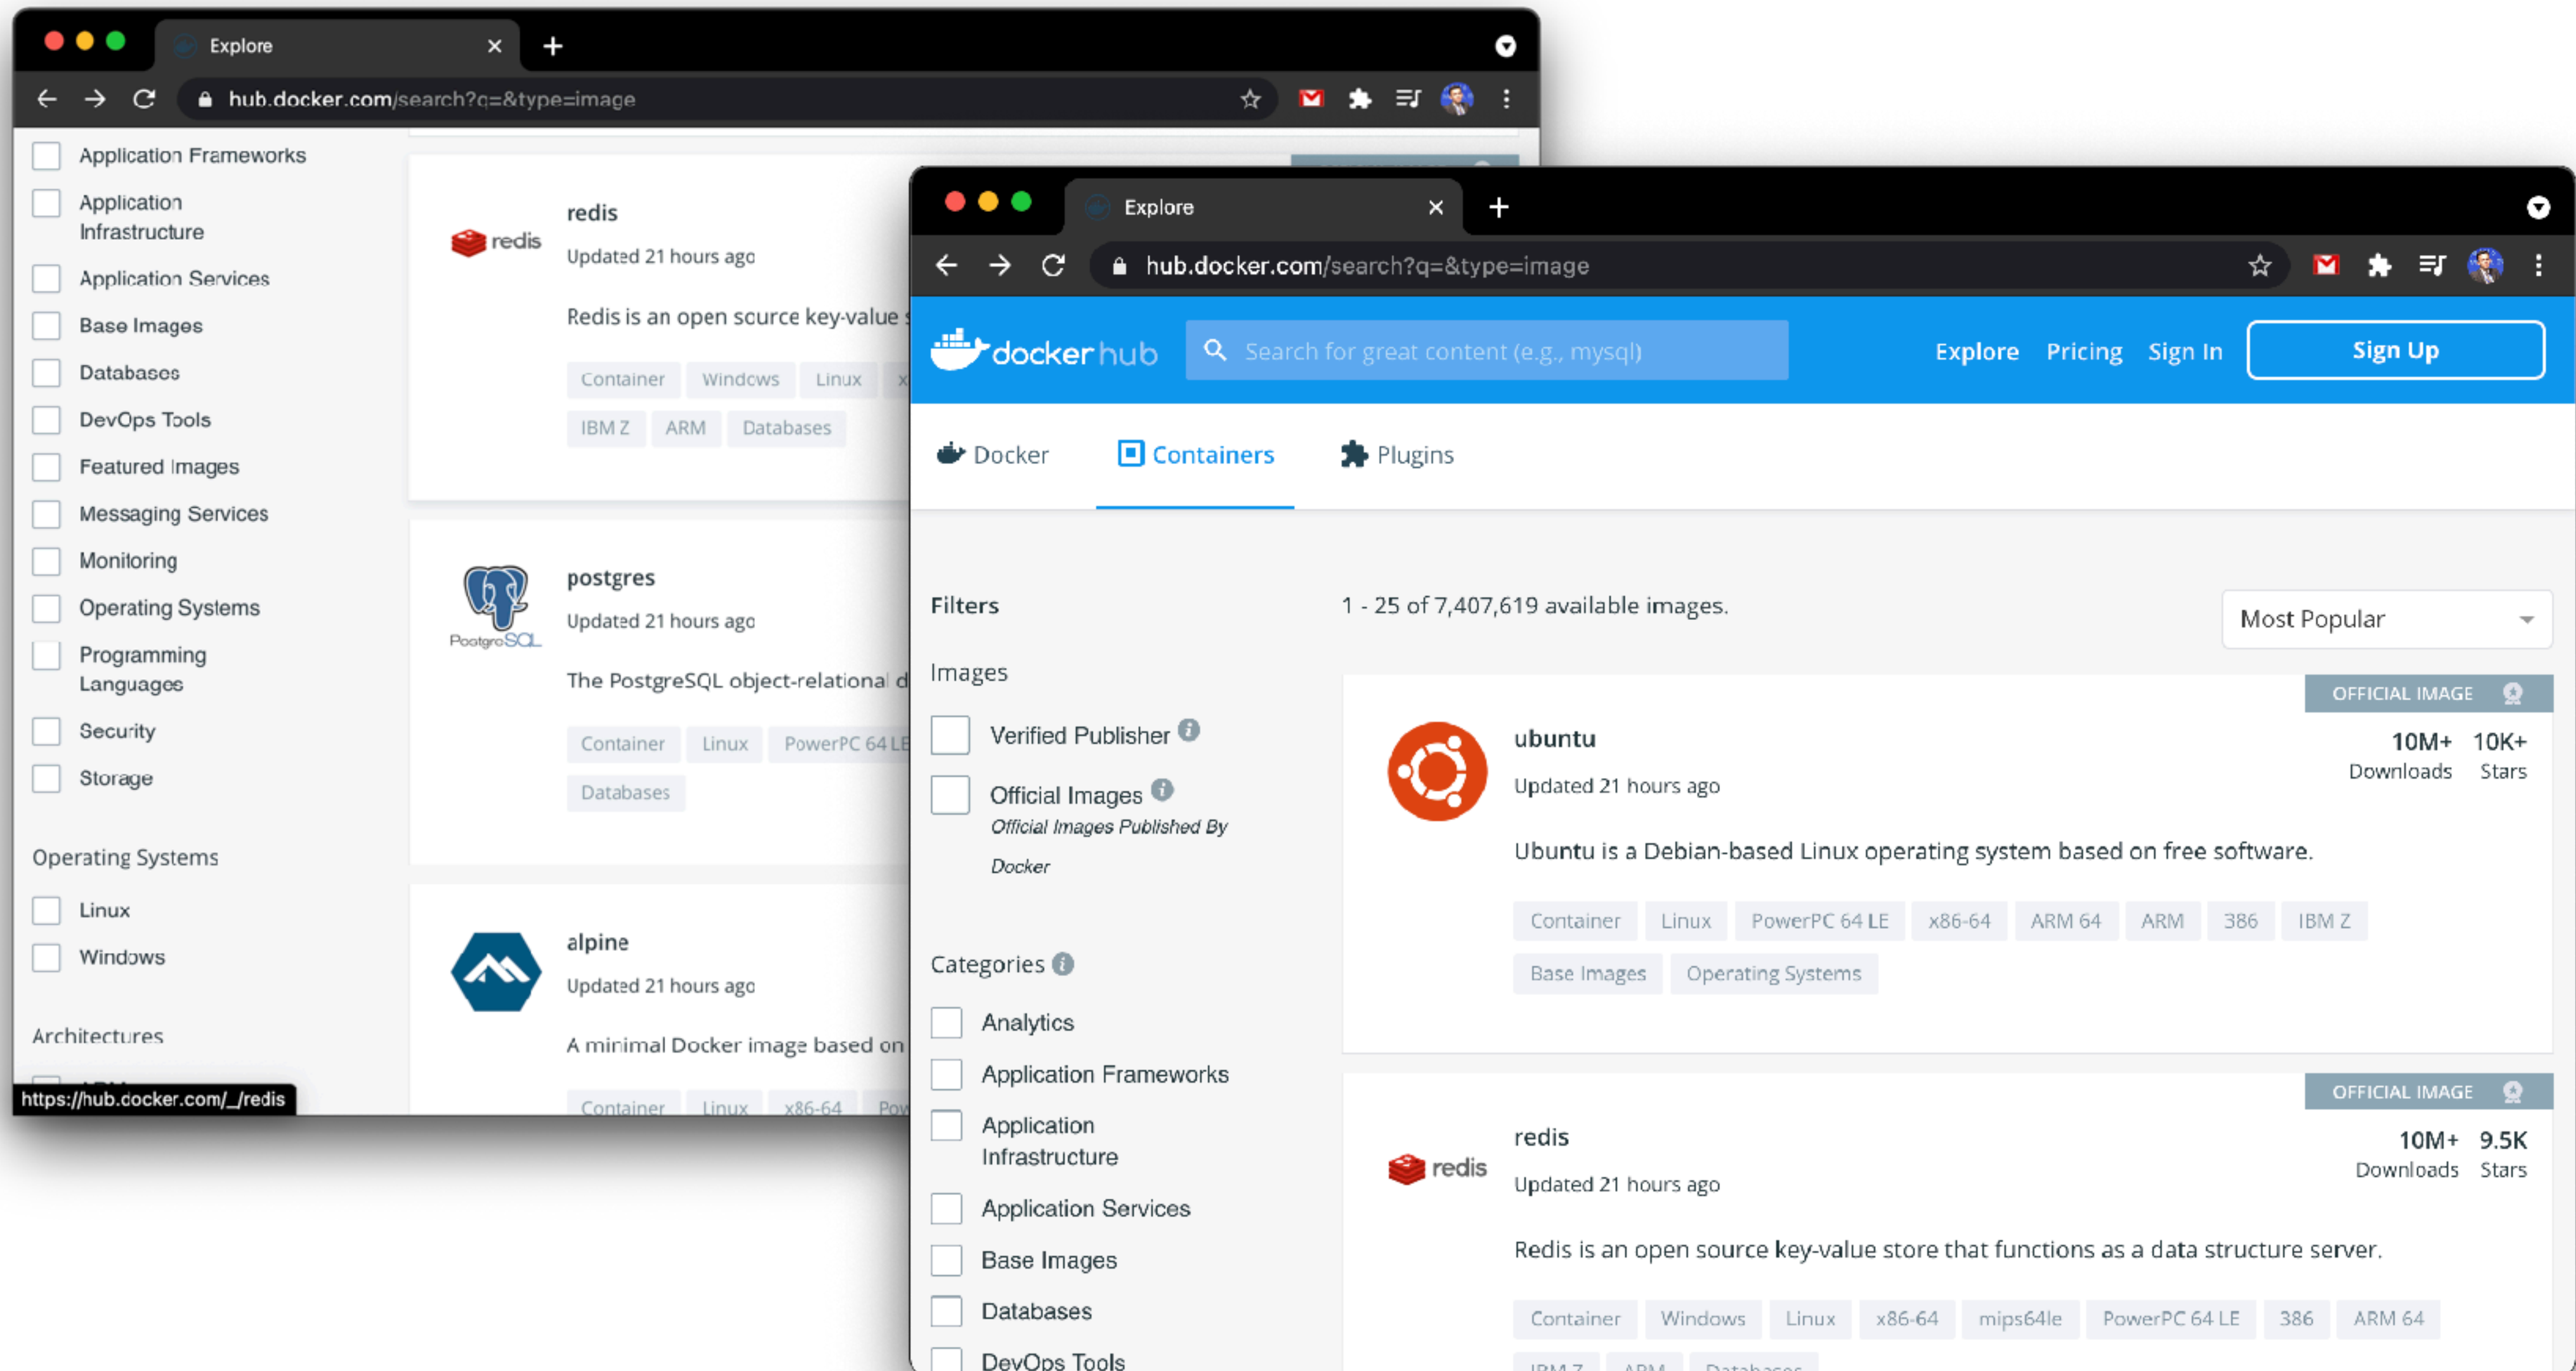 Explore
hub.docker.com/search?q=&type=image
Application Frameworks
Application
Infrastructure
Application Services
Base Images
Databases
DevOps Tools
Featured Images
Messaging Services
Monitoring
Operating Systems
Programming
Languages
Security
Storage
Operating Systems
Linux
Windows
Architectures
https://hub.docker.com/_/redis
redis
redis
Updated 21 hours ago
Redis is an open source key-value
Container Windows Linux x
IBM Z ARM Databases
PostgreSQL
postgres
Updated 21 hours ago
The PostgreSQL object-relational d
Container Linux PowerPC 64 LE
Databases
alpine
Updated 21 hours ago
A minimal Docker image based on
Container Linux x86-64 Pow
Explore
hub.docker.com/search?q=&type=image
docker hub
Search for great content (e.g., mysql)
Explore Pricing Sign In Sign Up
Docker Containers Plugins
Filters
Images
Verified Publisher
Official Images
Official Images Published By
Docker
Categories
Analytics
Application Frameworks
Application
Infrastructure
Application Services
Base Images
Databases
DevOps Tools
1 - 25 of 7,407,619 available images.
Most Popular
OFFICIAL IMAGE
ubuntu
Updated 21 hours ago
10M+ 10K+
Downloads Stars
Ubuntu is a Debian-based Linux operating system based on free software.
Container Linux PowerPC 64 LE x86-64 ARM 64 ARM 386 IBM Z
Base Images Operating Systems
OFFICIAL IMAGE
redis
redis
Updated 21 hours ago
10M+ 9.5K
Downloads Stars
Redis is an open source key-value store that functions as a data structure server.
Container Windows Linux x86-64 mips64le PowerPC 64 LE 386 ARM 64
IBM Z ARM Databases